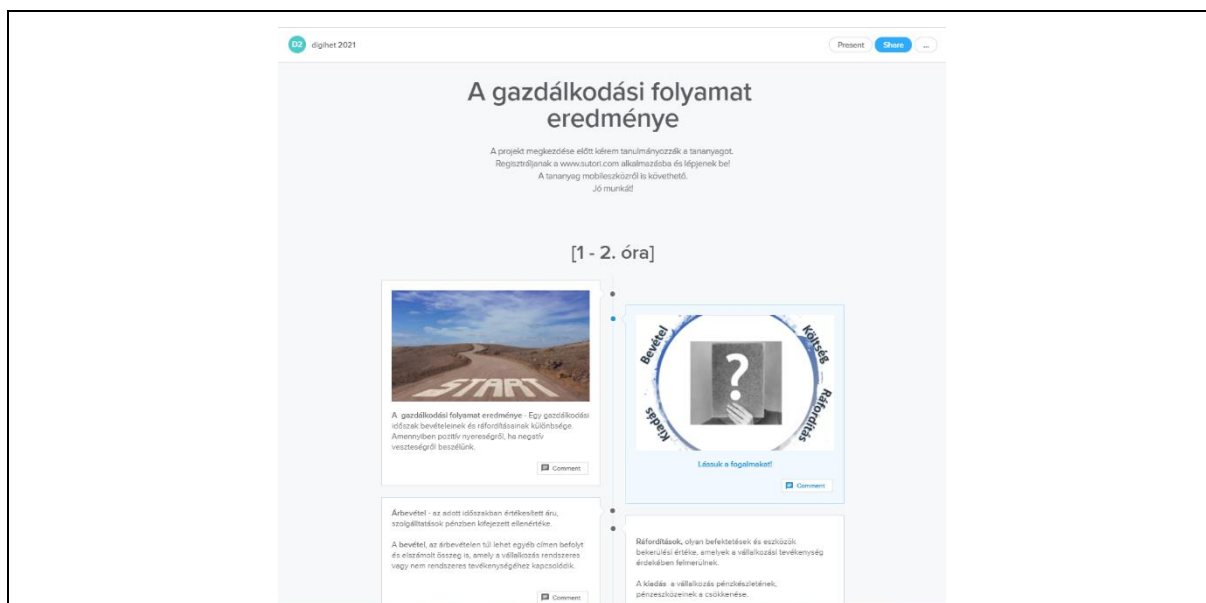 D2 digihet 2021
Present Share ...
A gazdálkodási folyamat
eredménye
A projekt megkezdése előtt kérem tanulmányozzák a tananyagot.
Regisztráljanak a www.sutori.com alkalmazásba és lépjenek be!
A tananyag mobileszközről is követhető.
Jó munkát!
[1 - 2. óra]
START
A gazdálkodási folyamat eredménye - Egy gazdálkodási
időszak bevételeinek és ráfordításainak különbsége.
Amennyiben pozitív nyereségről, ha negatív
veszteségről beszélünk.
Comment
Bevétel
Költség
Kiadás
Ráfordítás
?
Lássuk a fogalmakat!
Comment
Árbevétel - az adott időszakban értékesített áru,
szolgáltatások pénzben kifejezett ellenértéke.
A bevétel, az árbevételen túl lehet egyéb címen befolyt
és elszámolt összeg is, amely a vállalkozás rendszeres
vagy nem rendszeres tevékenységéhez kapcsolódik.
Comment
Ráfordítások, olyan befektetések és eszközök
bekerülési értéke, amelyek a vállalkozási tevékenység
érdekében felmerülnek.
A kiadás a vállalkozás pénzkészletének,
pénzeszközeinek a csökkenése.